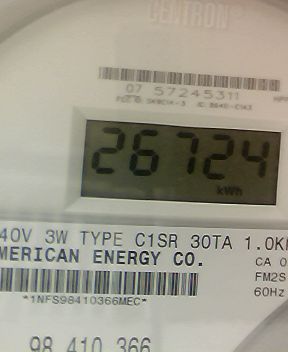 CENTRON®
07 57245311
26724
kWh
40V 3W TYPE C1SR 30TA 1.0K
MERICAN ENERGY CO.
CA 0
FM2S
60Hz
*1NFS98410366MEC*
98 410 366